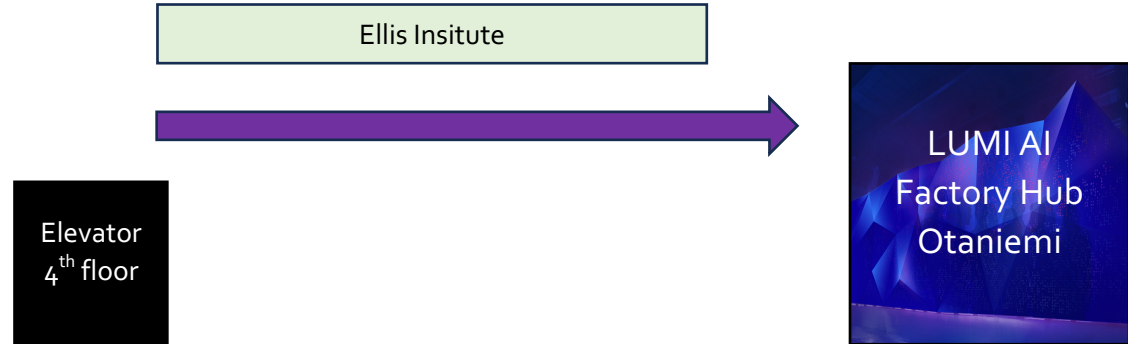 Ellis Insitute
LUMI AI
Factory Hub
Otaniemi
Elevator
4th floor